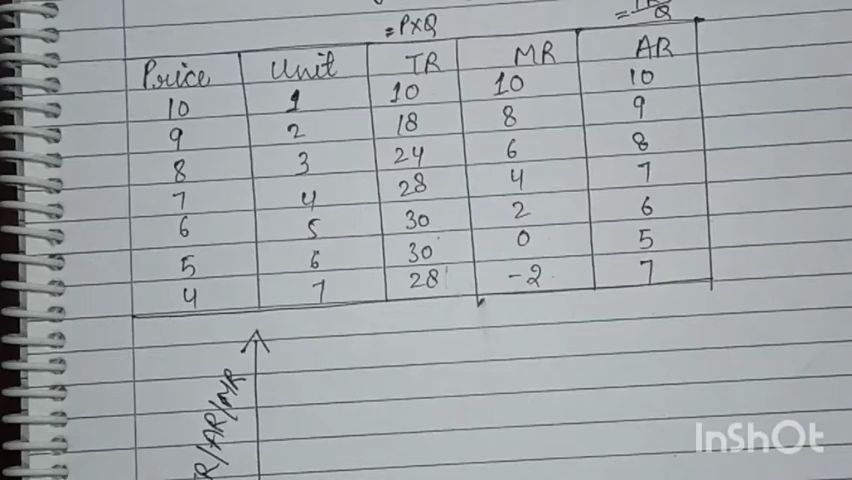 =P×Q
Price Unit TR MR AR
10 1 10 10 10
9 2 18 8 9
8 3 24 6 8
7 4 28 4 7
6 5 30 2 6
5 6 30 0 5
4 7 28 -2 7
/AR/MR
InShOt